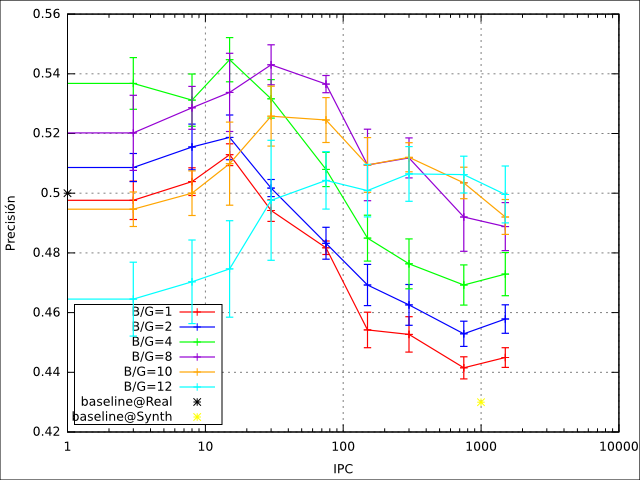 0.56
0.54
0.52
0.5
0.48
0.46
0.44
0.42
Precisión
B/G=1
B/G=2
B/G=4
B/G=8
B/G=10
B/G=12
baseline@Real
baseline@Synth
1 10 100 1000 10000
IPC